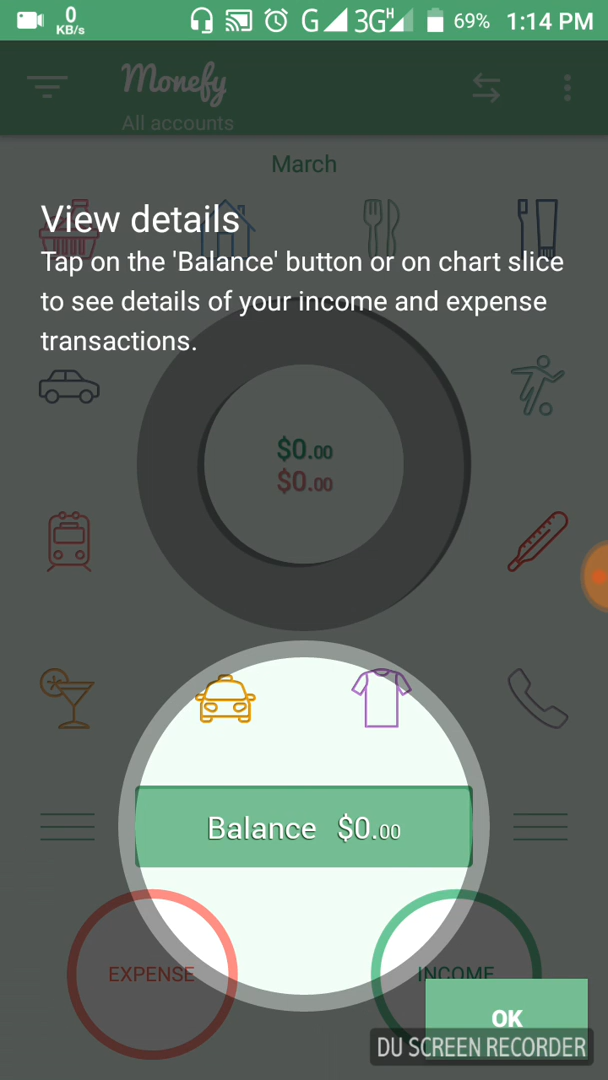 0 KB/s G 3G H 69% 1:14 PM
Monefy
All accounts
March
View details
Tap on the 'Balance' button or on chart slice
to see details of your income and expense
transactions.
$0.00
$0.00
Balance $0.00
EXPENSE
INCOME
OK
DU SCREEN RECORDER